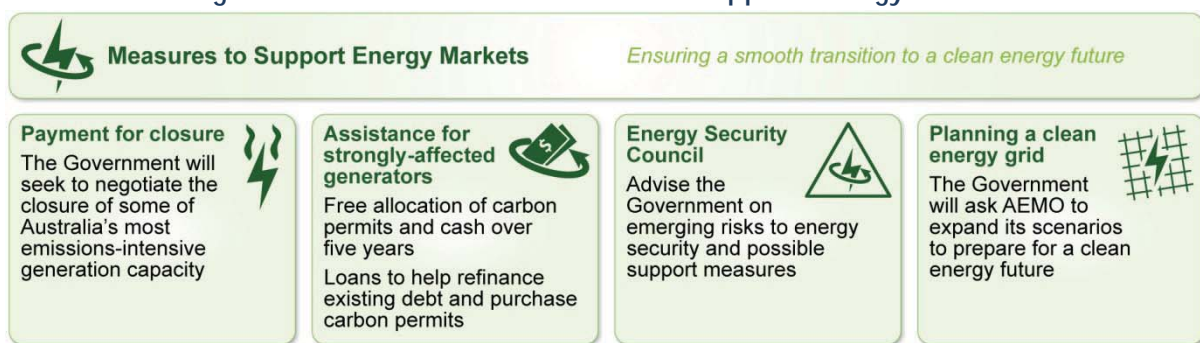 Measures to Support Energy Markets
Ensuring a smooth transition to a clean energy future
Payment for closure
The Government will
seek to negotiate the
closure of some of
Australia's most
emissions-intensive
generation capacity
Assistance for
strongly-affected
generators
$
Free allocation of carbon
permits and cash over
five years
Loans to help refinance
existing debt and purchase
carbon permits
Energy Security
Council
Advise the
Government on
emerging risks to energy
security and possible
support measures
Planning a clean
energy grid
The Government
will ask AEMO to
expand its scenarios
to prepare for a clean
energy future